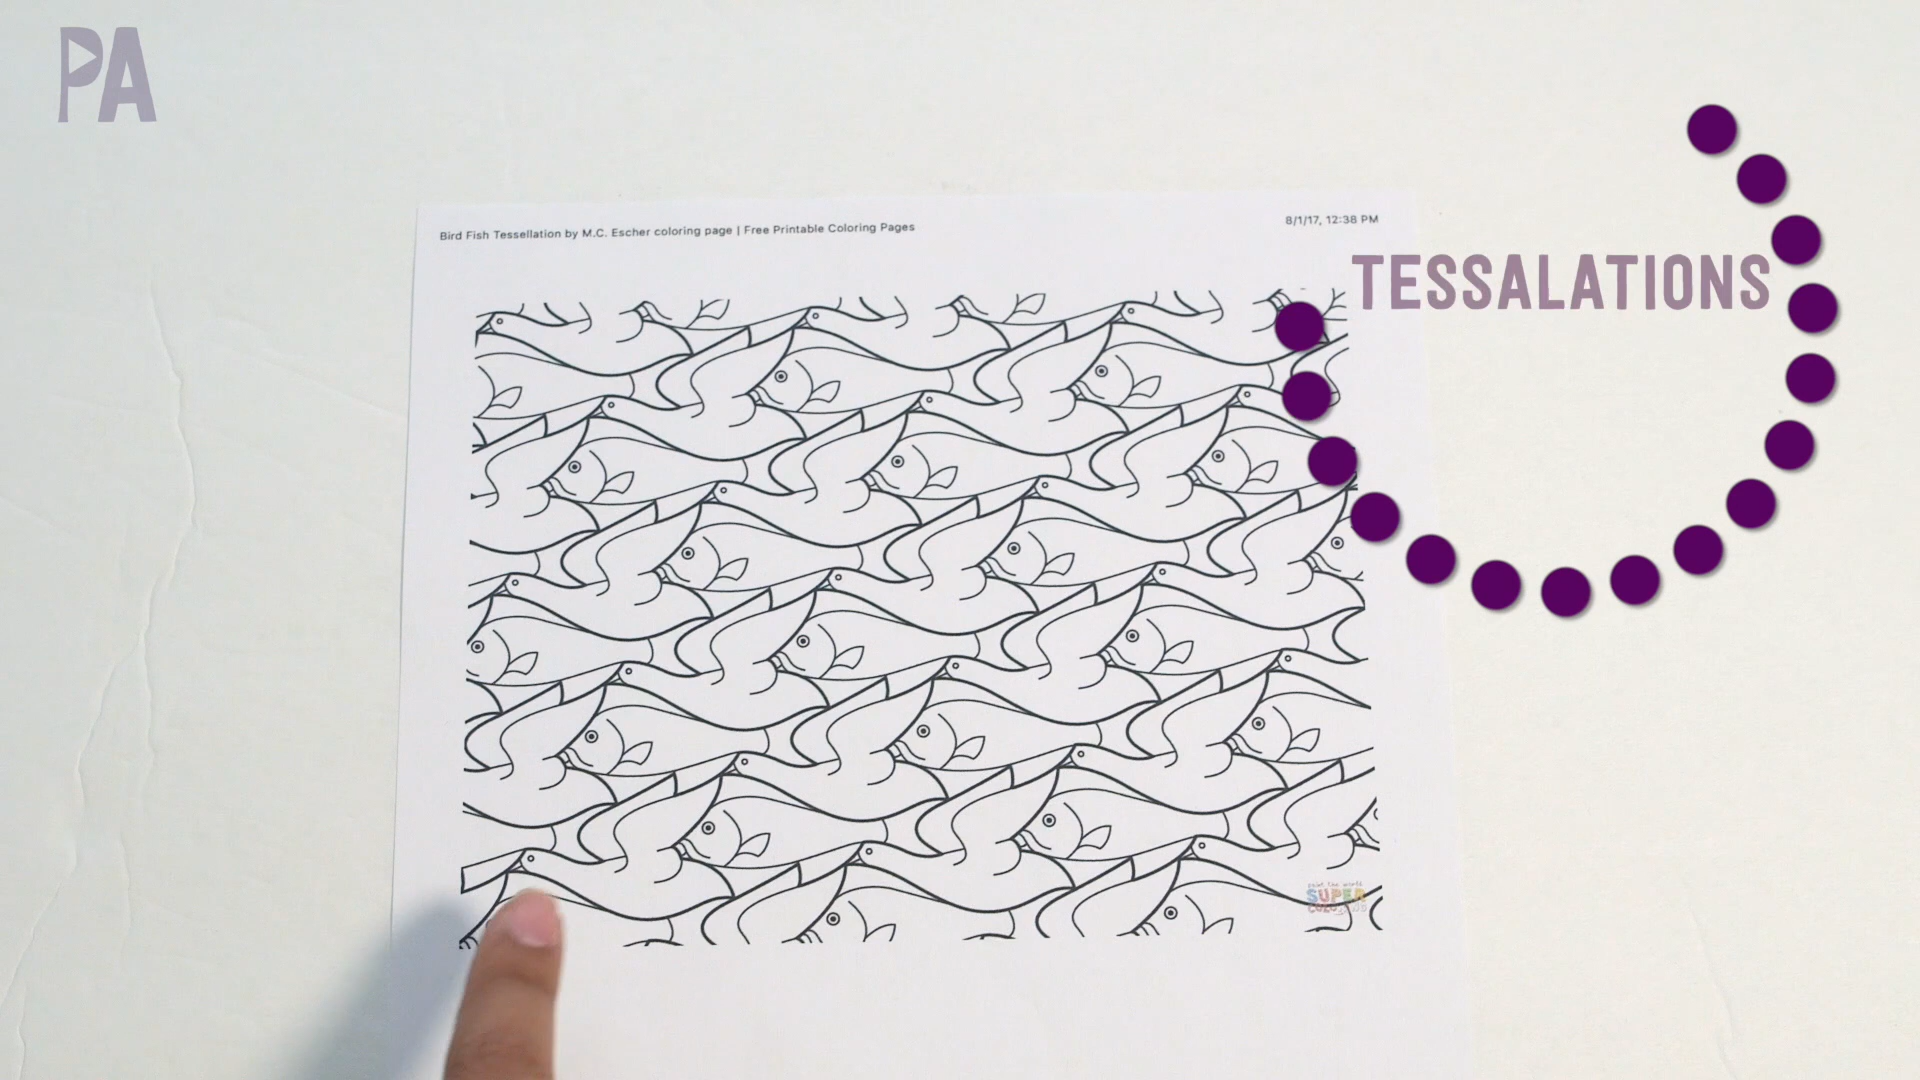 PA
Bird Fish Tessellation by M.C. Escher coloring page | Free Printable Coloring Pages
8/1/17, 12:38 PM
TESSALATIONS
SUPER